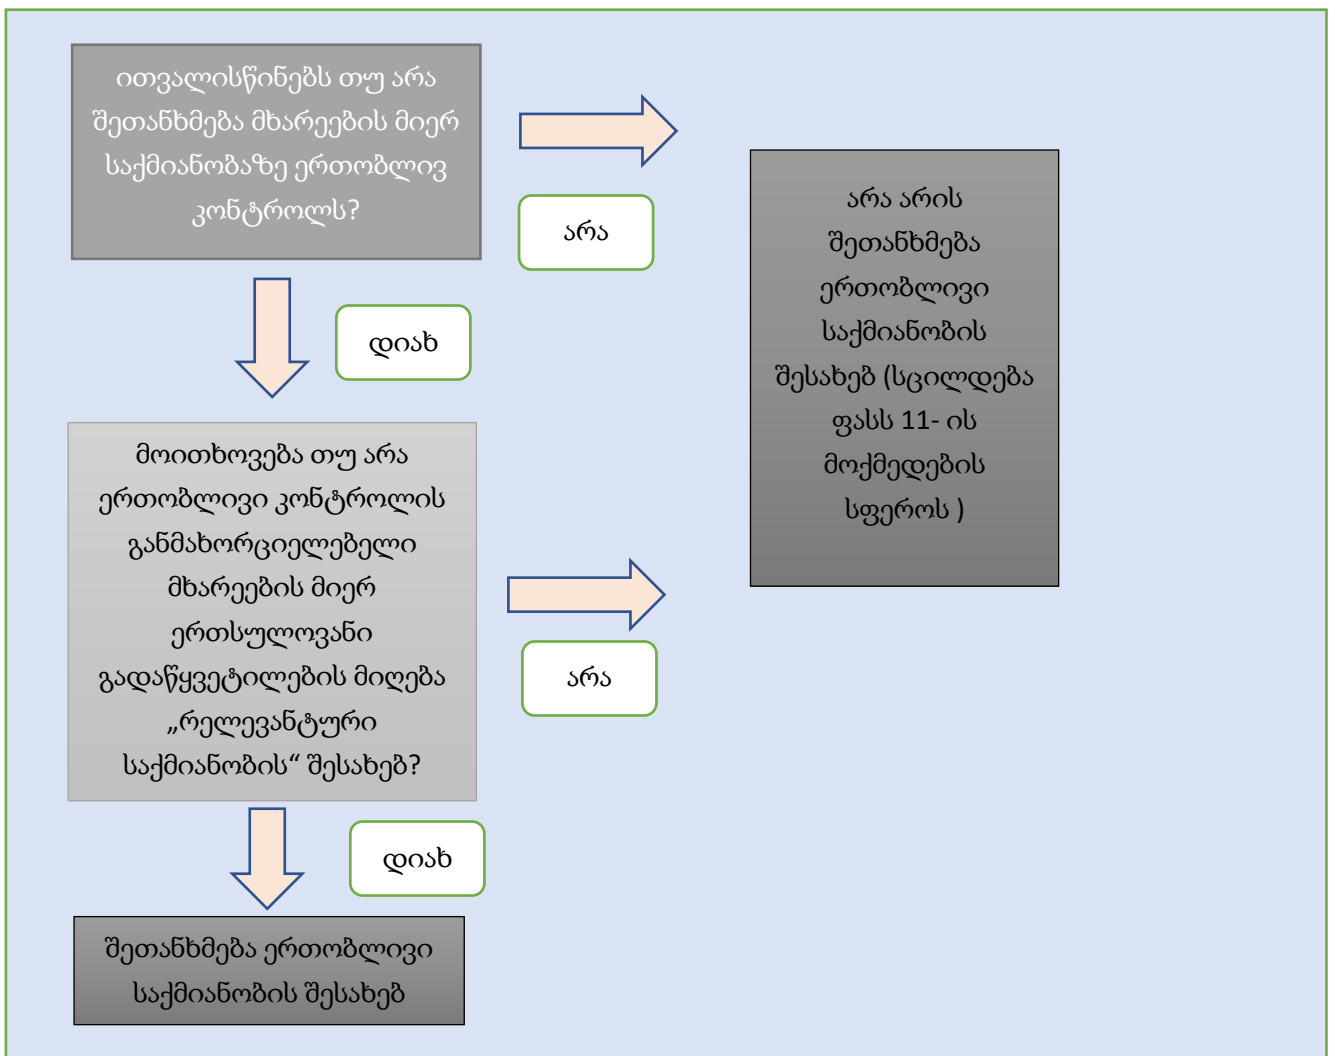 ითვალისწინებს თუ არა
შეთანხმება მხარეების მიერ
საქმიანობაზე ერთობლივ
კონტროლს?
არა
დიახ
არა არის
შეთანხმება
ერთობლივი
საქმიანობის
შესახებ (სცილდება
ფასს 11- ის
მოქმედების
სფეროს )
მოითხოვება თუ არა
ერთობლივი კონტროლის
განმახორციელებელი
მხარეების მიერ
ერთსულოვანი
გადაწყვეტილების მიღება
„რელევანტური
საქმიანობის“ შესახებ?
არა
დიახ
შეთანხმება ერთობლივი
საქმიანობის შესახებ